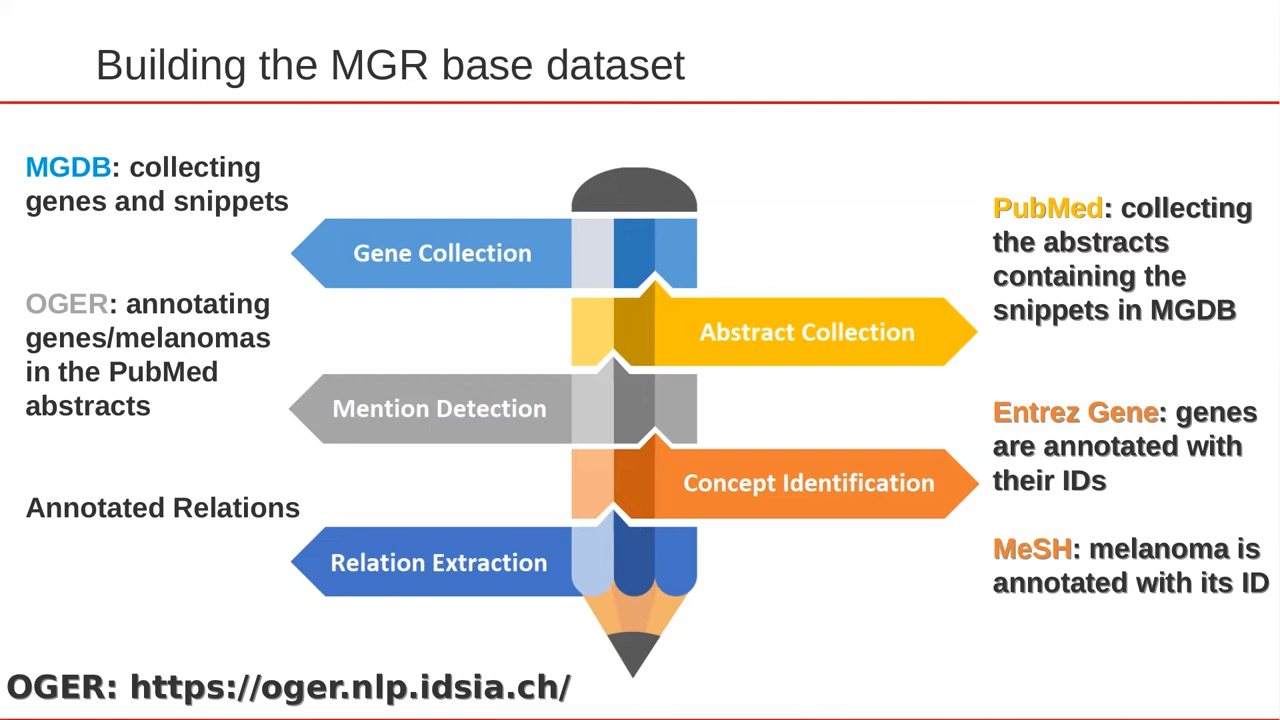 Building the MGR base dataset
MGDB: collecting
genes and snippets
Gene Collection
PubMed: collecting
the abstracts
containing the
snippets in MGDB
Abstract Collection
OGER: annotating
genes/melanomas
in the PubMed
abstracts
Mention Detection
Entrez Gene: genes
are annotated with
their IDs
Concept Identification
MeSH: melanoma is
annotated with its ID
Annotated Relations
Relation Extraction
OGER: https://oger.nlp.idsia.ch/